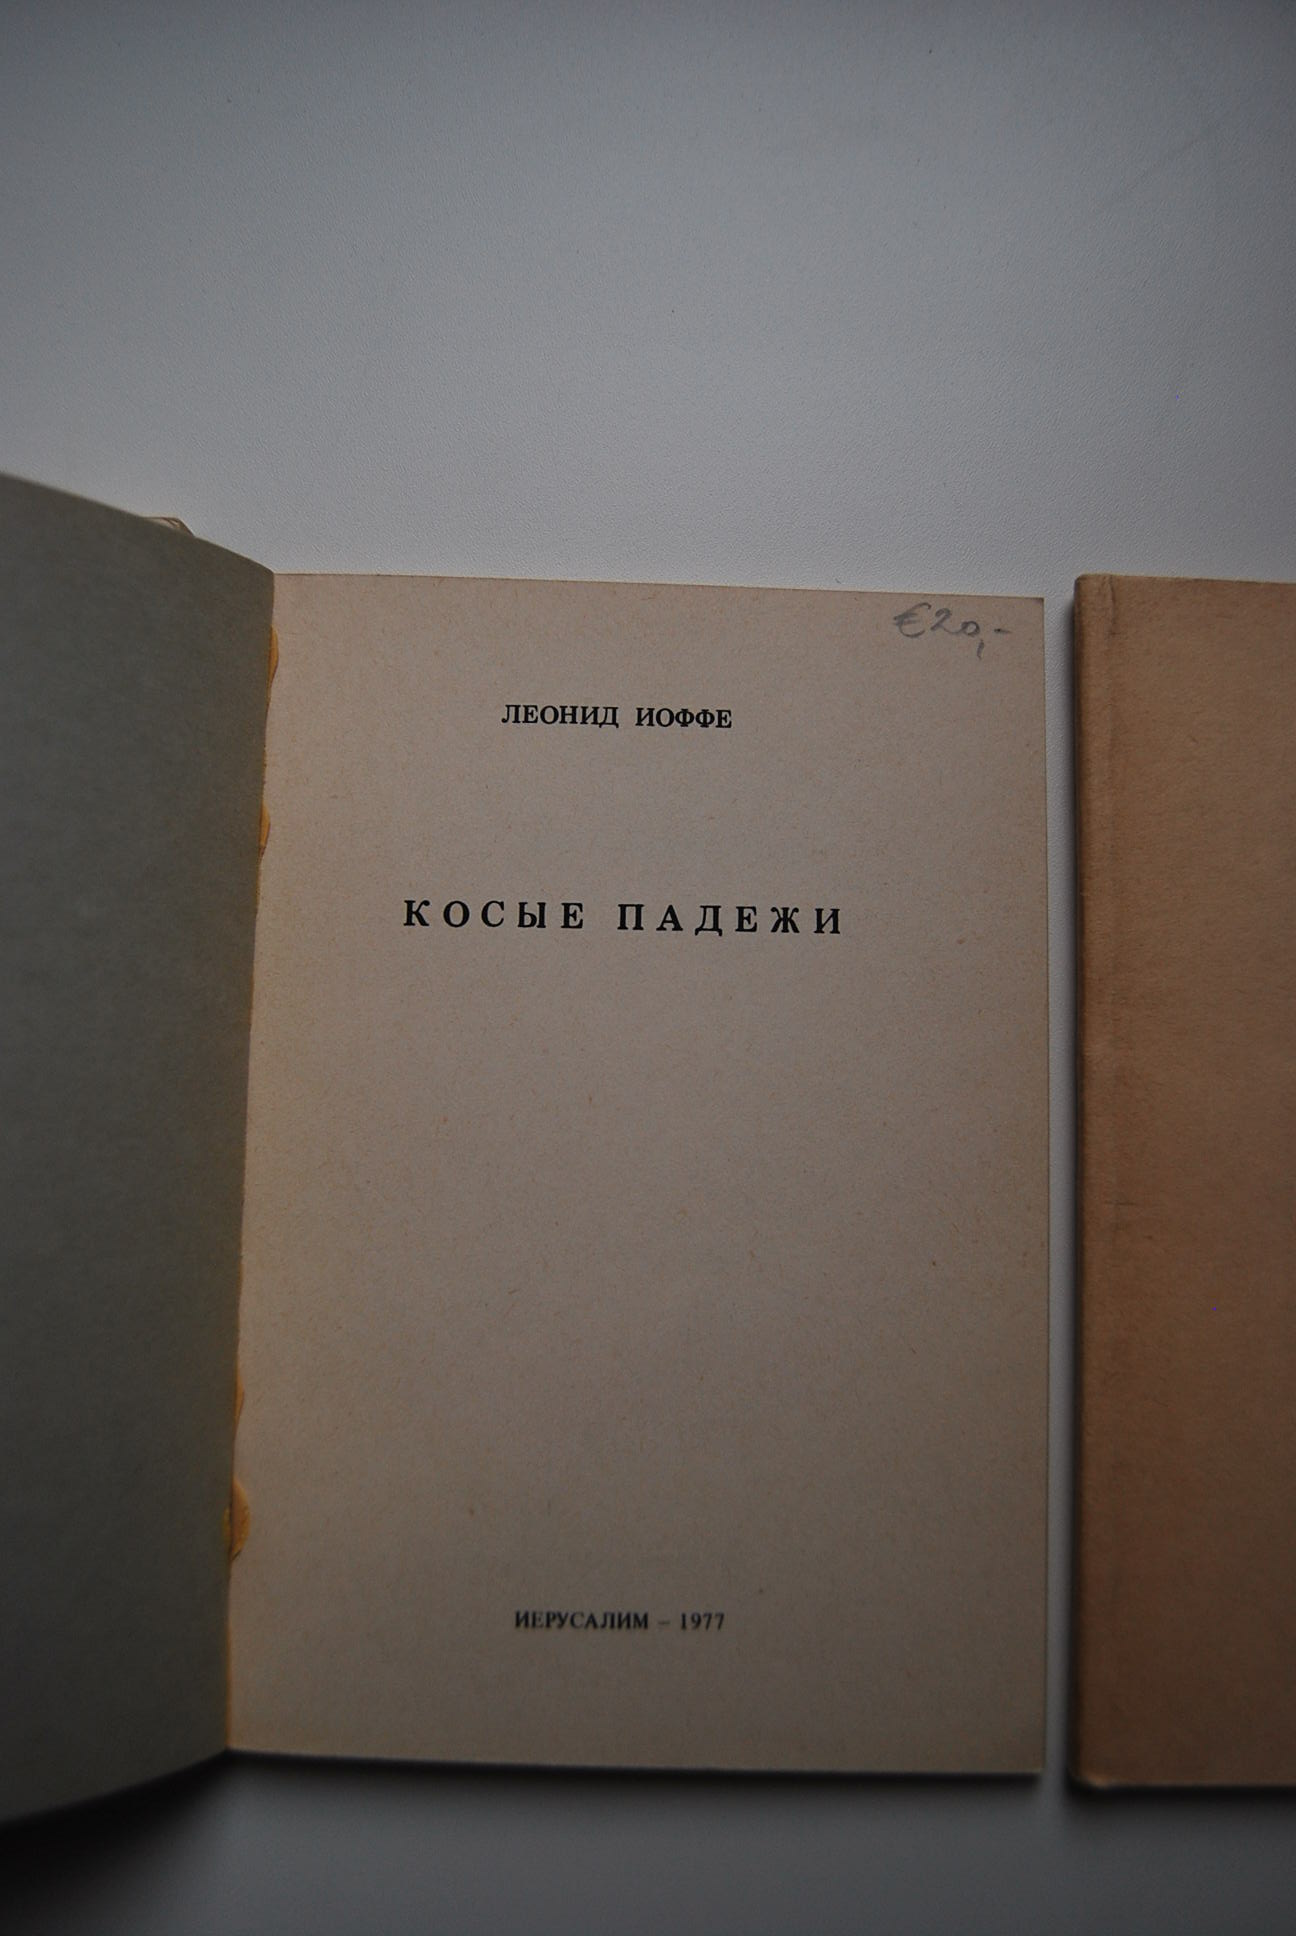 €20,-
ЛЕОНИД ИОФФЕ
КОСЫЕ ПАДЕЖИ
ИЕРУСАЛИМ – 1977